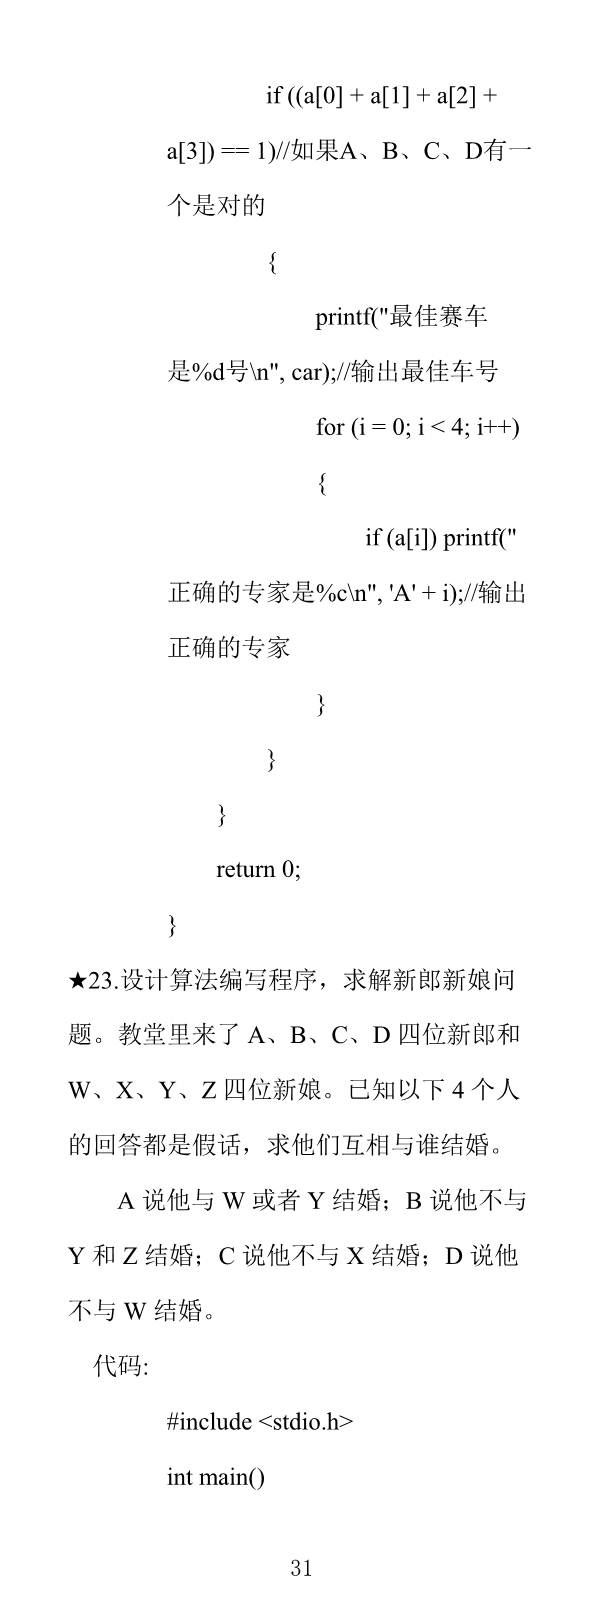 if ((a[0] + a[1] + a[2] +
a[3]) == 1)//如果A、B、C、D有一
个是对的
{
printf("最佳赛车
是%d号\n", car);//输出最佳车号
for (i = 0; i < 4; i++)
{
if (a[i]) printf("
正确的专家是%c\n", 'A' + i);//输出
正确的专家
}
}
}
return 0;
}
★23.设计算法编写程序，求解新郎新娘问
题。教堂里来了 A、B、C、D 四位新郎和
W、X、Y、Z 四位新娘。已知以下 4 个人
的回答都是假话，求他们互相与谁结婚。
A 说他与 W 或者 Y 结婚；B 说他不与
Y 和 Z 结婚；C 说他不与 X 结婚；D 说他
不与 W 结婚。
代码:
#include <stdio.h>
int main()
31